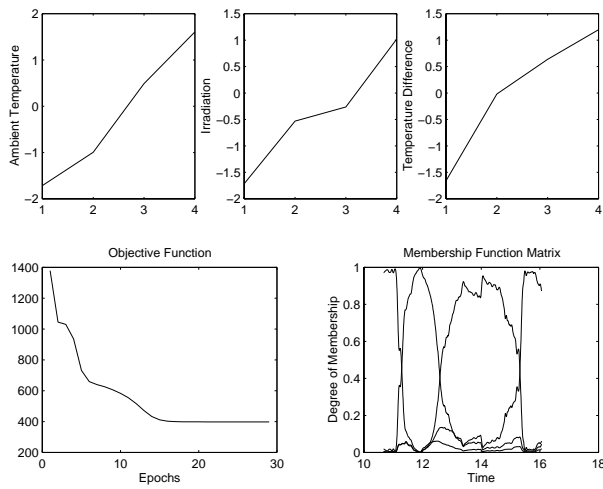 Ambient Temperature
2
1
0
−1
−2
1 2 3 4
Irradiation
1.5
1
0.5
0
−0.5
−1
−1.5
−2
1 2 3 4
Temperature Difference
1.5
1
0.5
0
−0.5
−1
−1.5
−2
1 2 3 4
Objective Function
1400
1200
1000
800
600
400
200
0 10 20 30
Epochs
Membership Function Matrix
Degree of Membership
1
0.8
0.6
0.4
0.2
0
10 12 14 16 18
Time